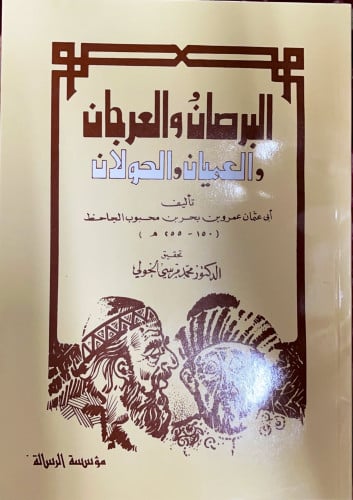 البرصان والعرجان
والعميان والحولان
تأليف
أبي عثمان عمرو بن بحر بن محبوب الجاحظ
( ١٥٠ - ٢٥٥ م )
تحقيق
الدكتور محمد مرسي الخولي
مؤسسة الرسالة